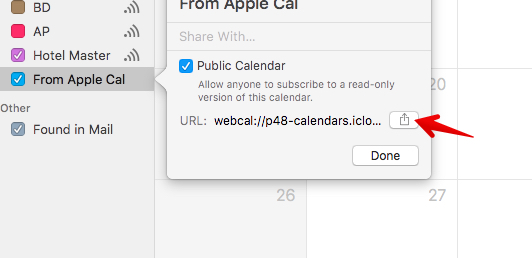 BD
AP
Hotel Master
From Apple Cal
Other
Found in Mail
From Apple Cal
Share With...
Public Calendar
Allow anyone to subscribe to a read-only
version of this calendar.
URL: webcal://p48-calendars.iclo...
Done
20
26
27